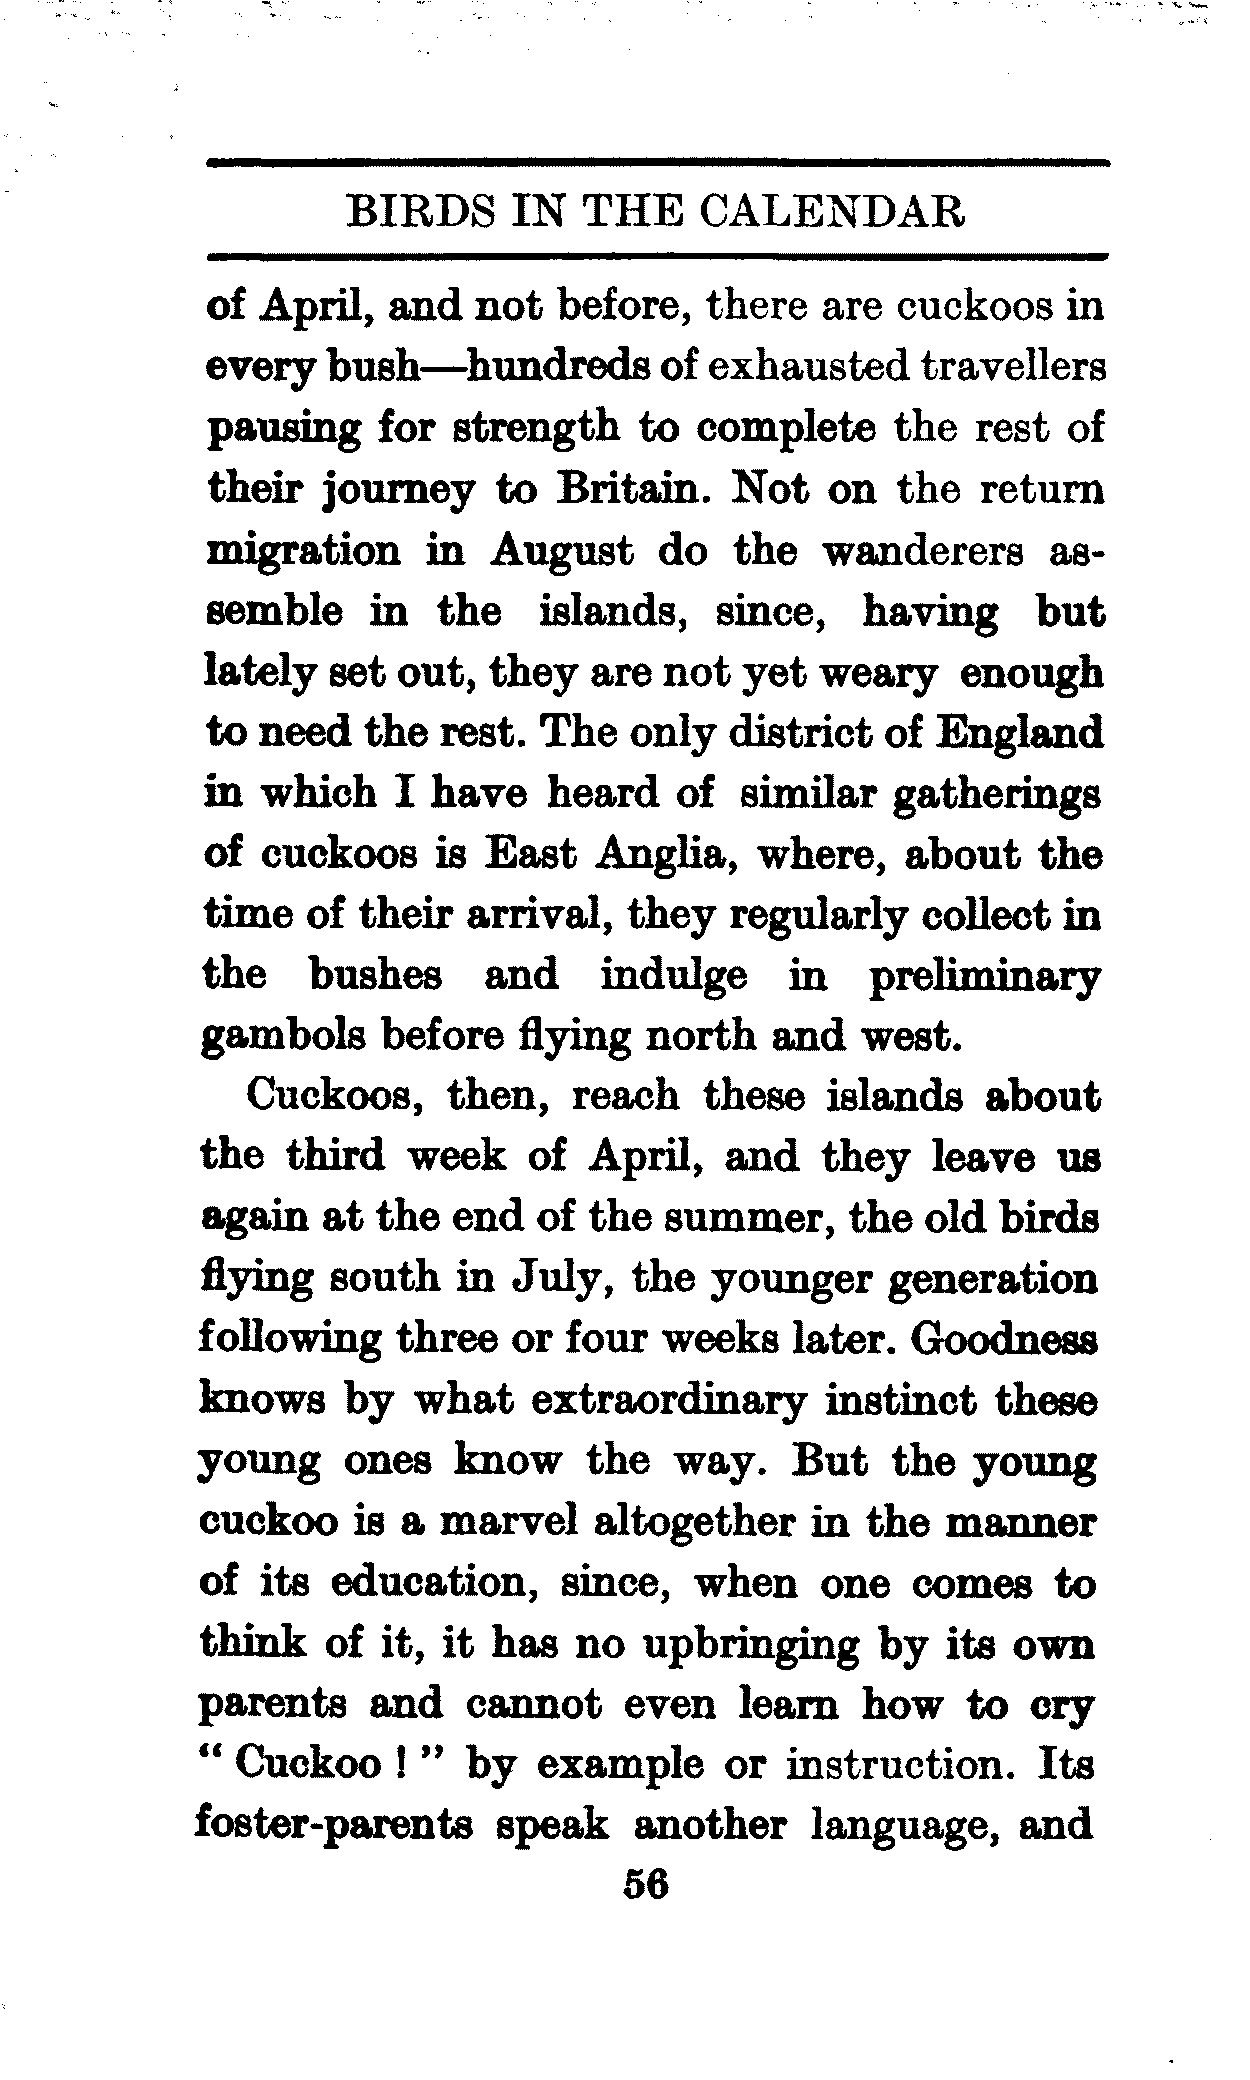 BIRDS IN THE CALENDAR
of April, and not before, there are cuckoos in
every bush—hundreds of exhausted travellers
pausing for strength to complete the rest of
their journey to Britain. Not on the return
migration in August do the wanderers as-
semble in the islands, since, having but
lately set out, they are not yet weary enough
to need the rest. The only district of England
in which I have heard of similar gatherings
of cuckoos is East Anglia, where, about the
time of their arrival, they regularly collect in
the bushes and indulge in preliminary
gambols before flying north and west.
Cuckoos, then, reach these islands about
the third week of April, and they leave us
again at the end of the summer, the old birds
flying south in July, the younger generation
following three or four weeks later. Goodness
knows by what extraordinary instinct these
young ones know the way. But the young
cuckoo is a marvel altogether in the manner
of its education, since, when one comes to
think of it, it has no upbringing by its own
parents and cannot even learn how to cry
“ Cuckoo ! ” by example or instruction. Its
foster-parents speak another language, and
56